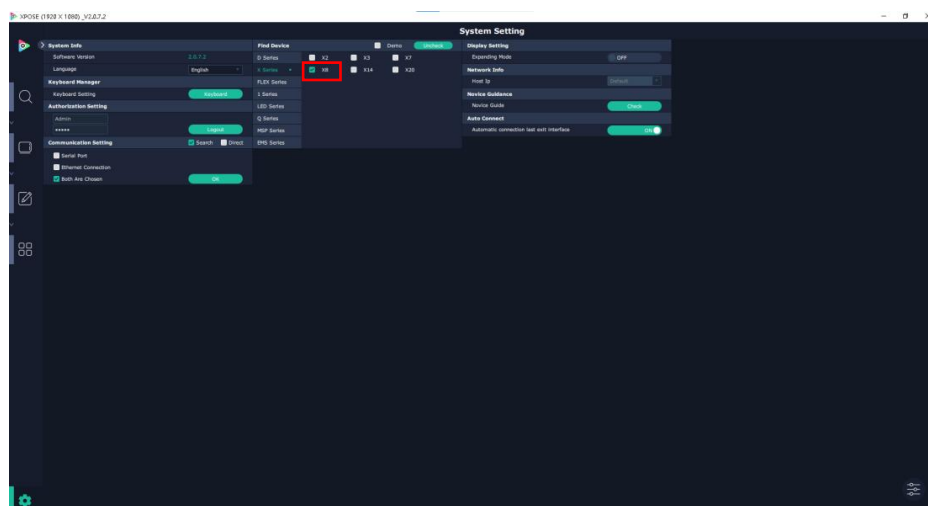 XPOSE (1920 X 1080) _V2.0.7.2
System Setting
System Info
Software Version 2.0.7.2
Language English
Keyboard Manager
Keyboard Setting Keyboard
Authorization Setting
Admin
***** Logout
Communication Setting Search Direct
Serial Port
Ethernet Connection
Both Are Chosen OK
Find Device Demo Uncheck
D Series X2 X3 X7
X Series X8 X14 X20
FLEX Series
1 Series
LED Series
Q Series
MSP Series
EMS Series
Display Setting
Expanding Mode OFF
Network Info
Host Ip Default
Novice Guidance
Novice Guide Check
Auto Connect
Automatic connection last exit interface ON